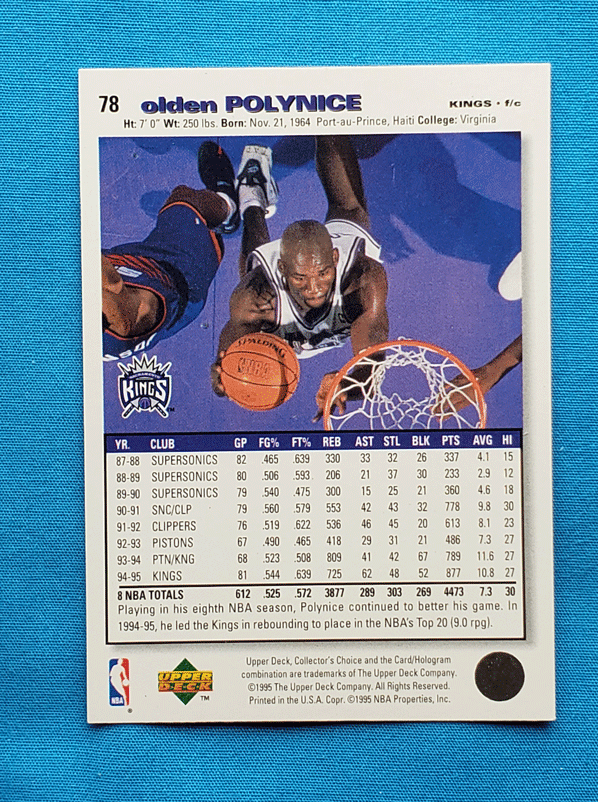 78 olden POLYNICE KINGS • f/c
Ht: 7' 0" Wt: 250 lbs. Born: Nov. 21, 1964 Port-au-Prince, Haiti College: Virginia
SPALDING
KINGS
YR. CLUB GP FG% FT% REB AST STL BLK PTS AVG HI
87-88 SUPERSONICS 82 .465 .639 330 33 32 26 337 4.1 15
88-89 SUPERSONICS 80 .506 .593 206 21 37 30 233 2.9 12
89-90 SUPERSONICS 79 .540 .475 300 15 25 21 360 4.6 18
90-91 SNC/CLP 79 .560 .579 553 42 43 32 778 9.8 30
91-92 CLIPPERS 76 .519 .622 536 46 45 20 613 8.1 23
92-93 PISTONS 67 .490 .465 418 29 31 21 486 7.3 27
93-94 PTN/KNG 68 .523 .508 809 41 42 67 789 11.6 27
94-95 KINGS 81 .544 .639 725 62 48 52 877 10.8 27
8 NBA TOTALS 612 .525 .572 3877 289 303 269 4473 7.3 30
Playing in his eighth NBA season, Polynice continued to better his game. In
1994-95, he led the Kings in rebounding to place in the NBA's Top 20 (9.0 rpg).
NBA ®
UPPER
DECK ™
Upper Deck, Collector's Choice and the Card/Hologram
combination are trademarks of The Upper Deck Company.
©1995 The Upper Deck Company. All Rights Reserved.
Printed in the U.S.A. Copr. ©1995 NBA Properties, Inc.